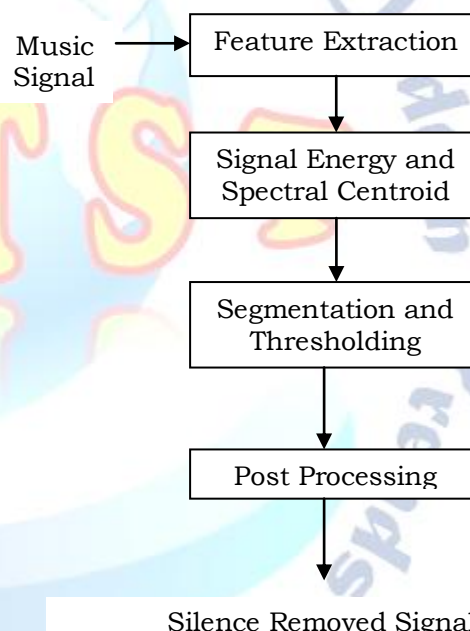 Music
Signal
Feature Extraction
Signal Energy and
Spectral Centroid
Segmentation and
Thresholding
Post Processing
Silence Removed Signal